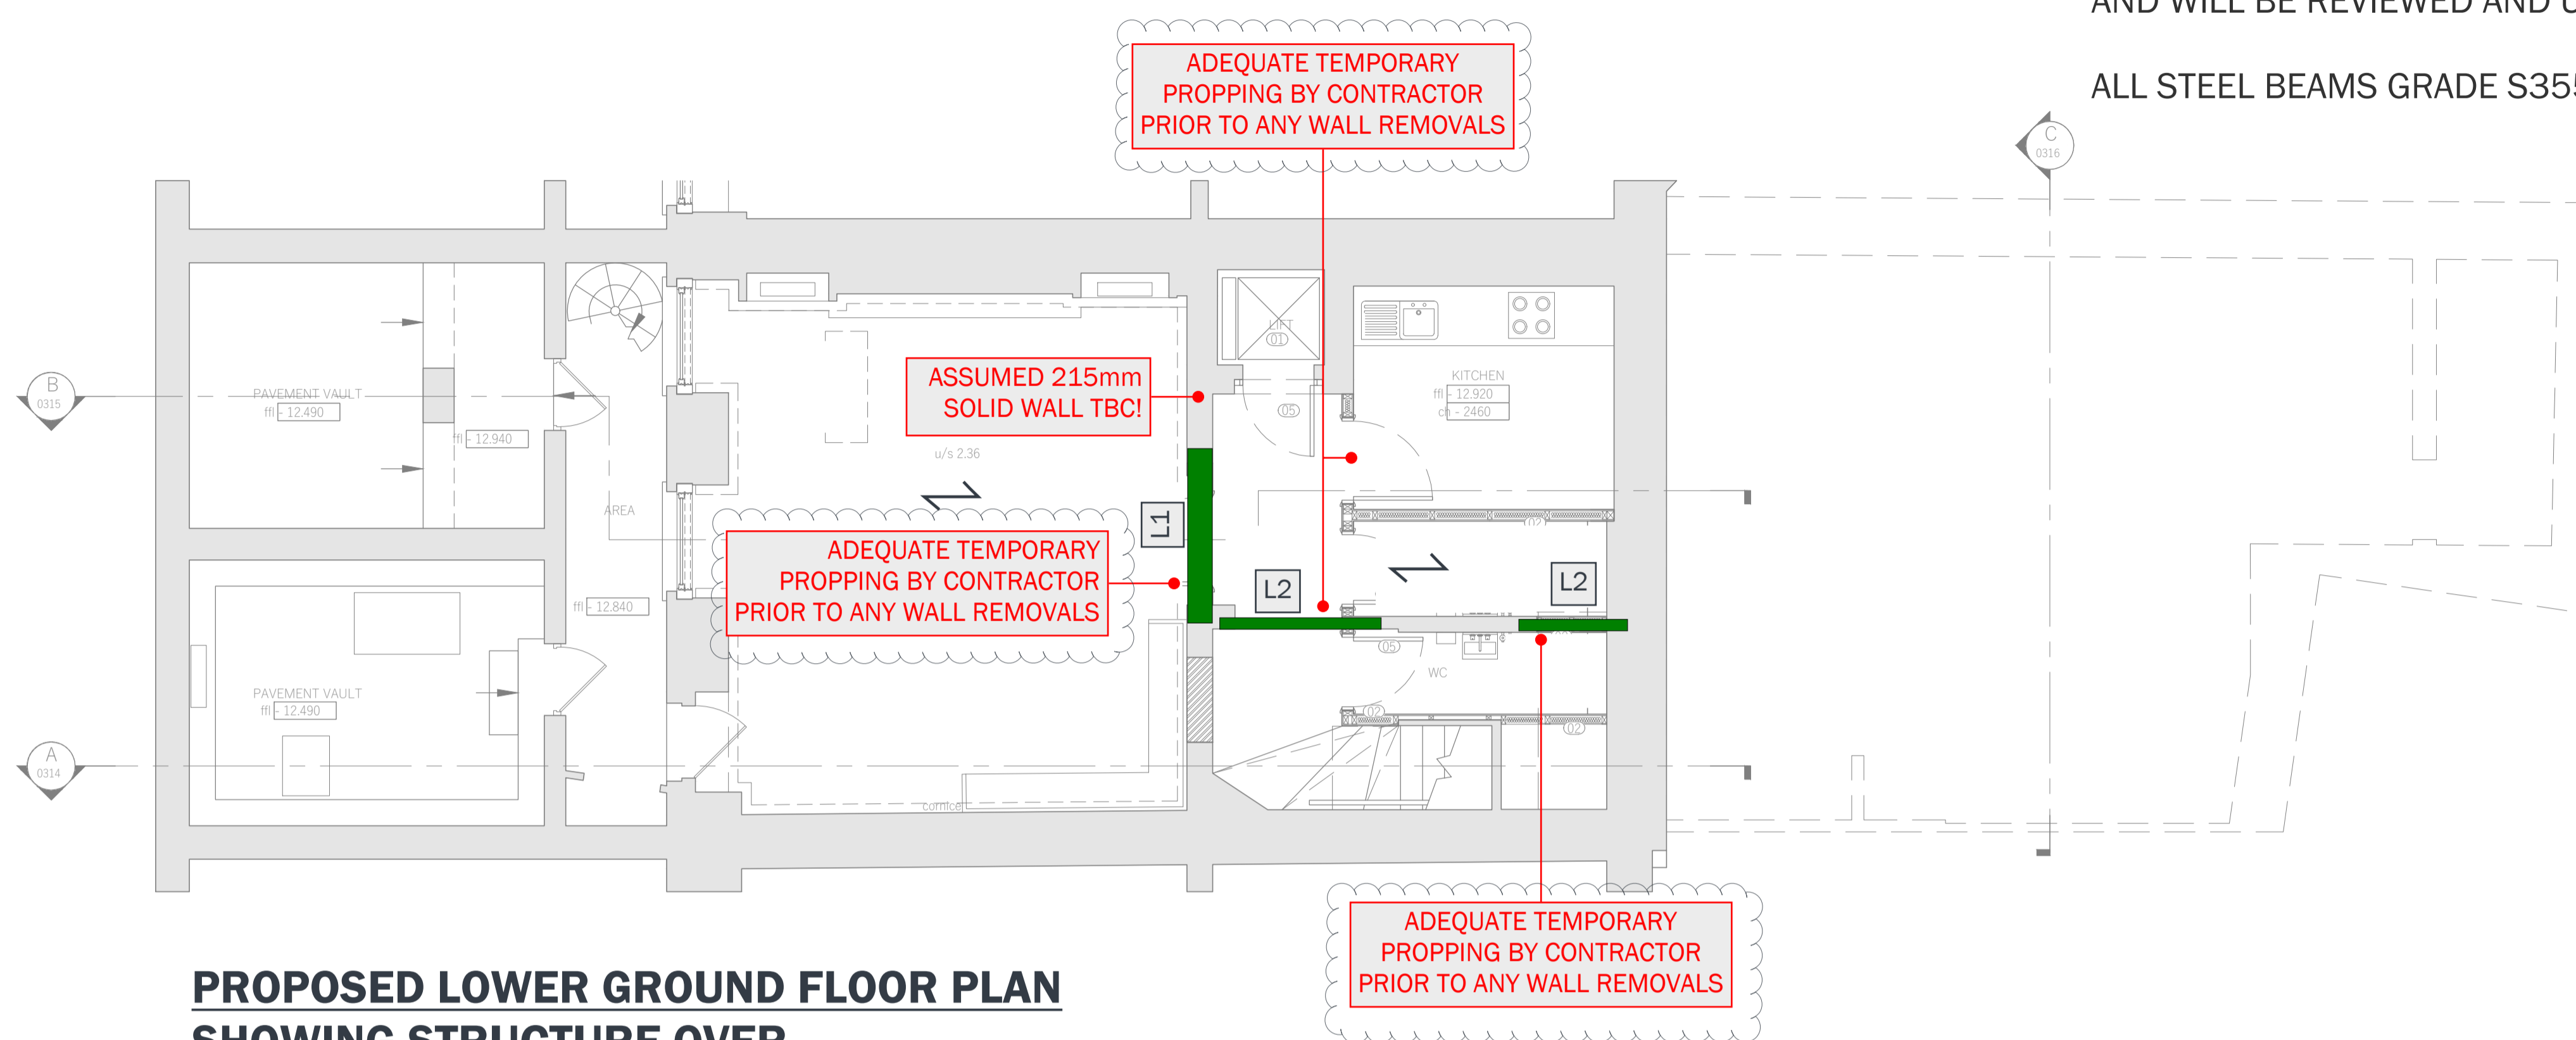 AND WILL BE REVIEWED AND U
ALL STEEL BEAMS GRADE S355
ADEQUATE TEMPORARY
PROPPING BY CONTRACTOR
PRIOR TO ANY WALL REMOVALS
C
0316
LIFT
01
B
0315
PAVEMENT VAULT
ffl - 12.490
ffl - 12.940
ASSUMED 215mm
SOLID WALL TBC!
05
KITCHEN
ffl - 12.920
ch - 2460
u/s 2.36
AREA
L1
02
ADEQUATE TEMPORARY
PROPPING BY CONTRACTOR
PRIOR TO ANY WALL REMOVALS
L2
L2
ffl - 12.840
05
WC
PAVEMENT VAULT
ffl - 12.490
02
02
A
0314
cornice
ADEQUATE TEMPORARY
PROPPING BY CONTRACTOR
PRIOR TO ANY WALL REMOVALS
PROPOSED LOWER GROUND FLOOR PLAN
SHOWING STRUCTURE OVER